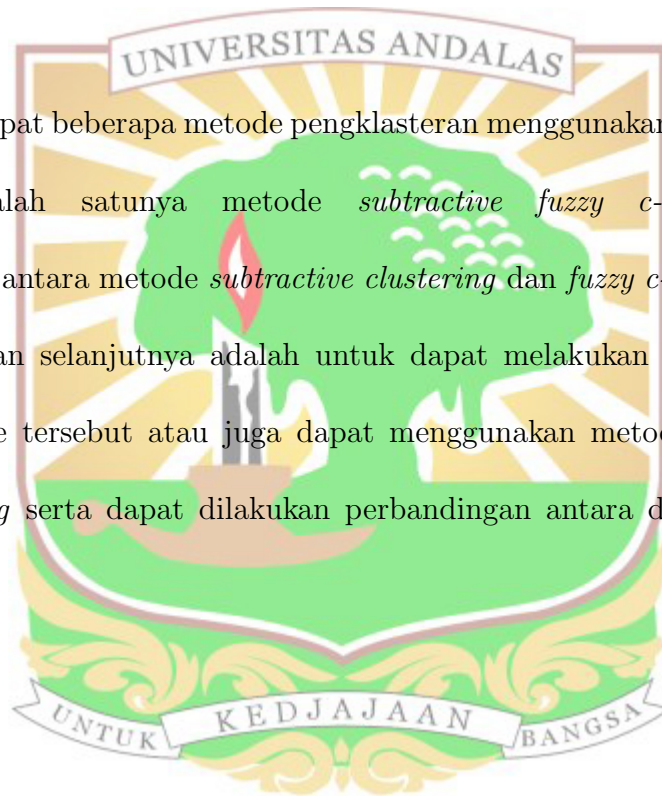 UNIVERSITAS ANDALAS
pat beberapa metode pengklasteran menggunakan
alah satunya metode subtractive fuzzy c-
antara metode subtractive clustering dan fuzzy c-
an selanjutnya adalah untuk dapat melakukan
e tersebut atau juga dapat menggunakan metod
g serta dapat dilakukan perbandingan antara d
UNTUK KEDJAJAAN BANGSA